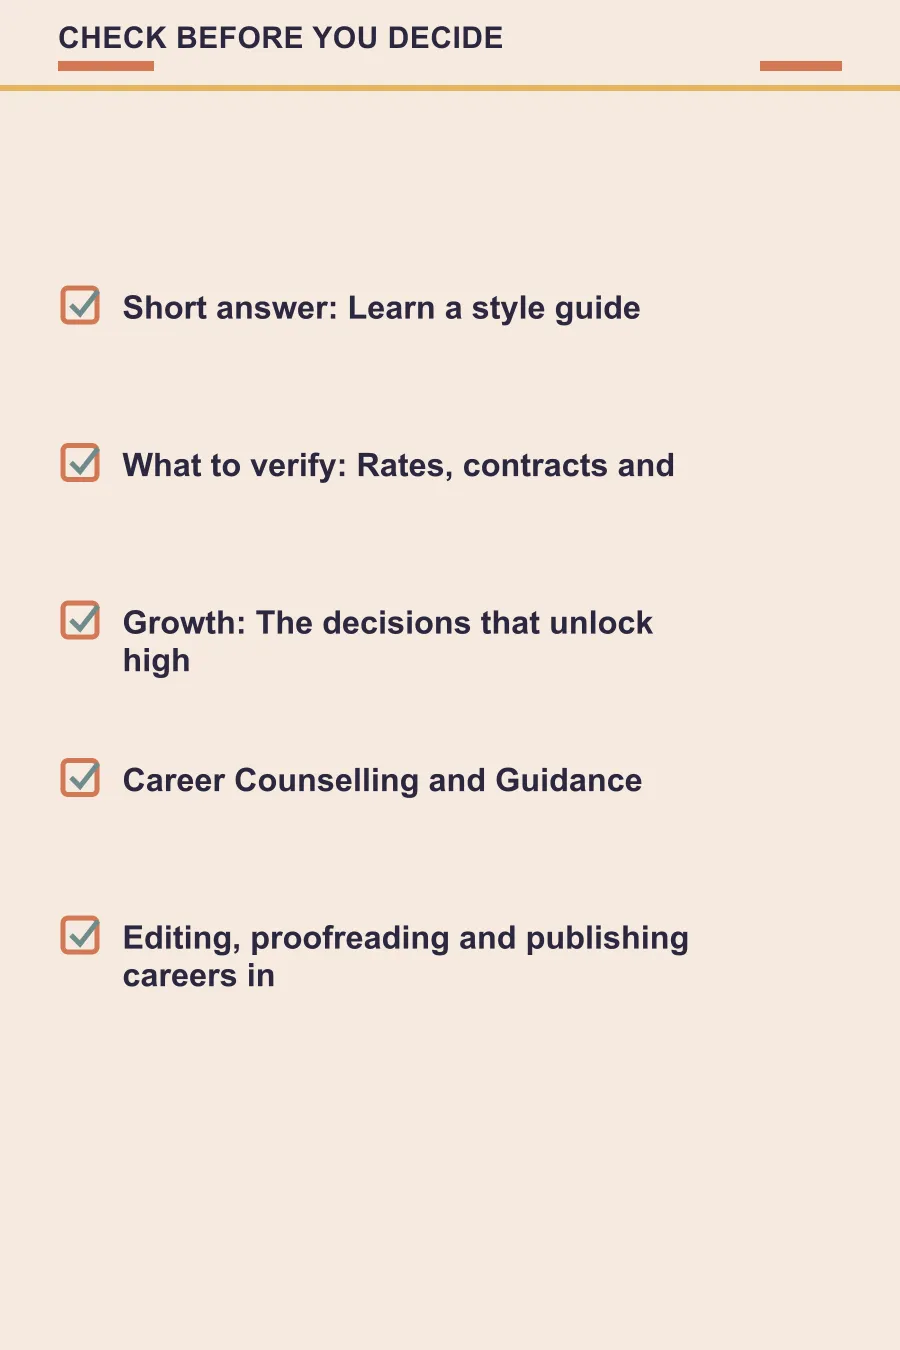 CHECK BEFORE YOU DECIDE
Short answer: Learn a style guide
What to verify: Rates, contracts and
Growth: The decisions that unlock
high
Career Counselling and Guidance
Editing, proofreading and publishing
careers in